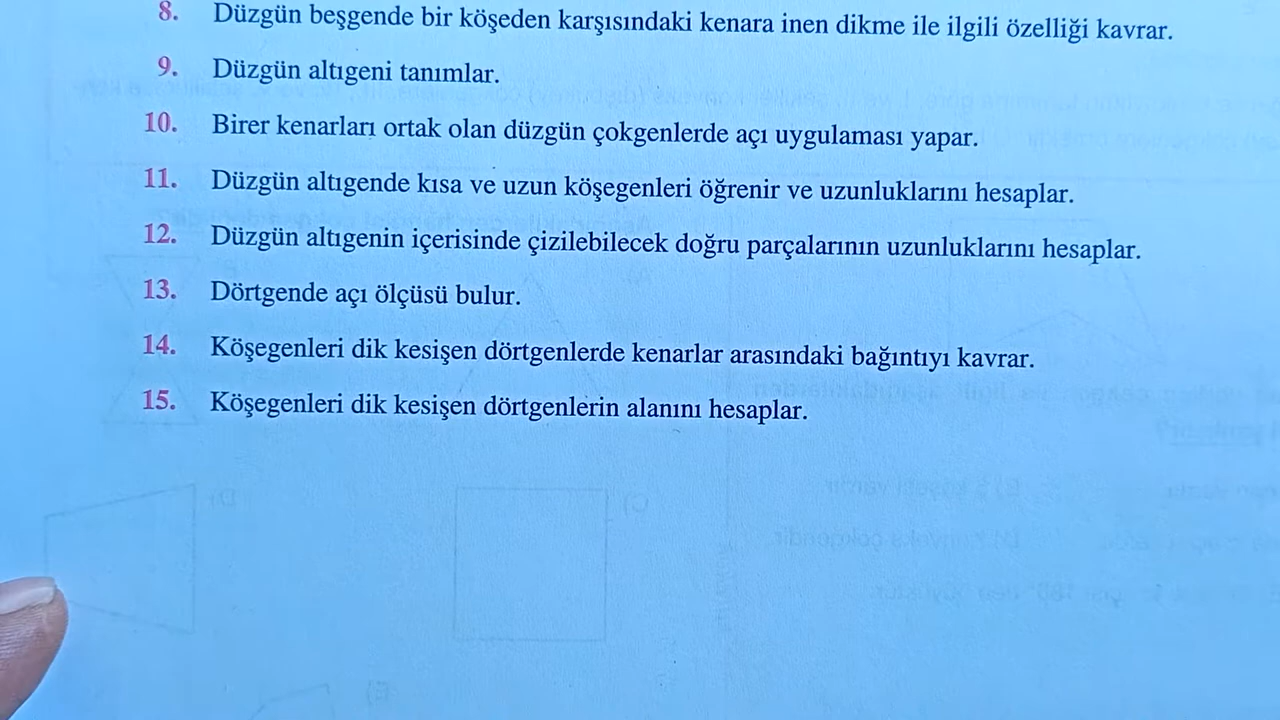 8. Düzgün beşgende bir köşeden karşısındaki kenara inen dikme ile ilgili özelliği kavrar.
9. Düzgün altıgeni tanımlar.
10. Birer kenarları ortak olan düzgün çokgenlerde açı uygulaması yapar.
11. Düzgün altıgende kısa ve uzun köşegenleri öğrenir ve uzunluklarını hesaplar.
12. Düzgün altıgenin içerisinde çizilebilecek doğru parçalarının uzunluklarını hesaplar.
13. Dörtgende açı ölçüsü bulur.
14. Köşegenleri dik kesişen dörtgenlerde kenarlar arasındaki bağıntıyı kavrar.
15. Köşegenleri dik kesişen dörtgenlerin alanını hesaplar.